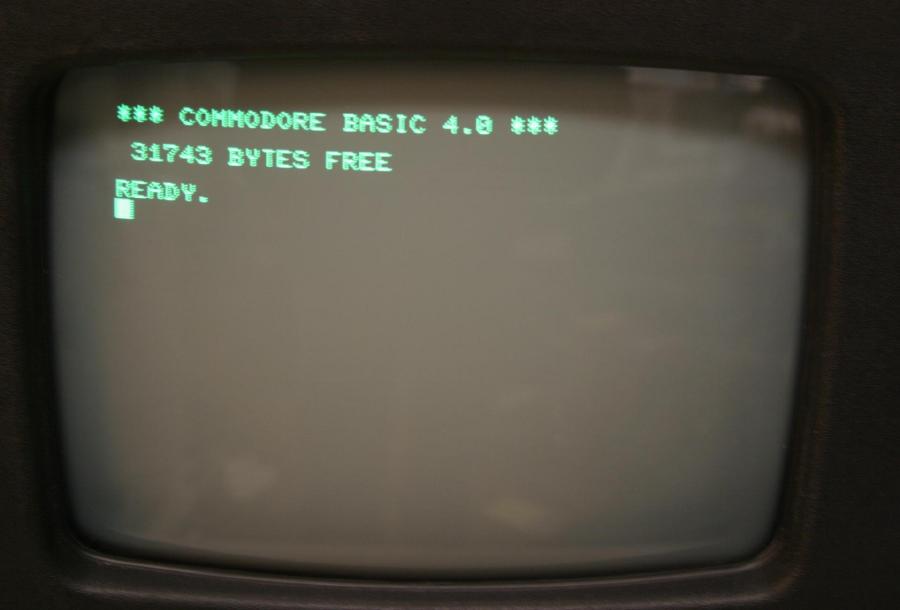 *** COMMODORE BASIC 4.0 ***
31743 BYTES FREE
READY.